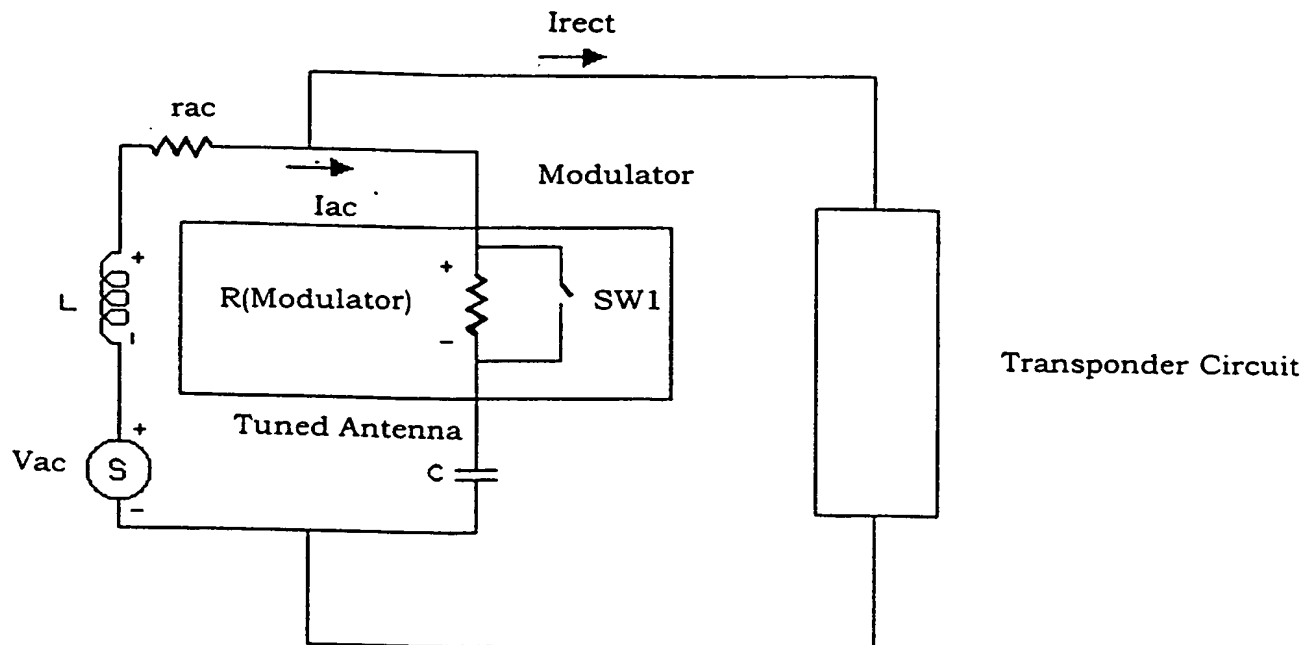 Irect
rac
Modulator
Iac
+
+
L
R(Modulator)
SW1
-
-
Transponder Circuit
Tuned Antenna
+
Vac
S
C
-